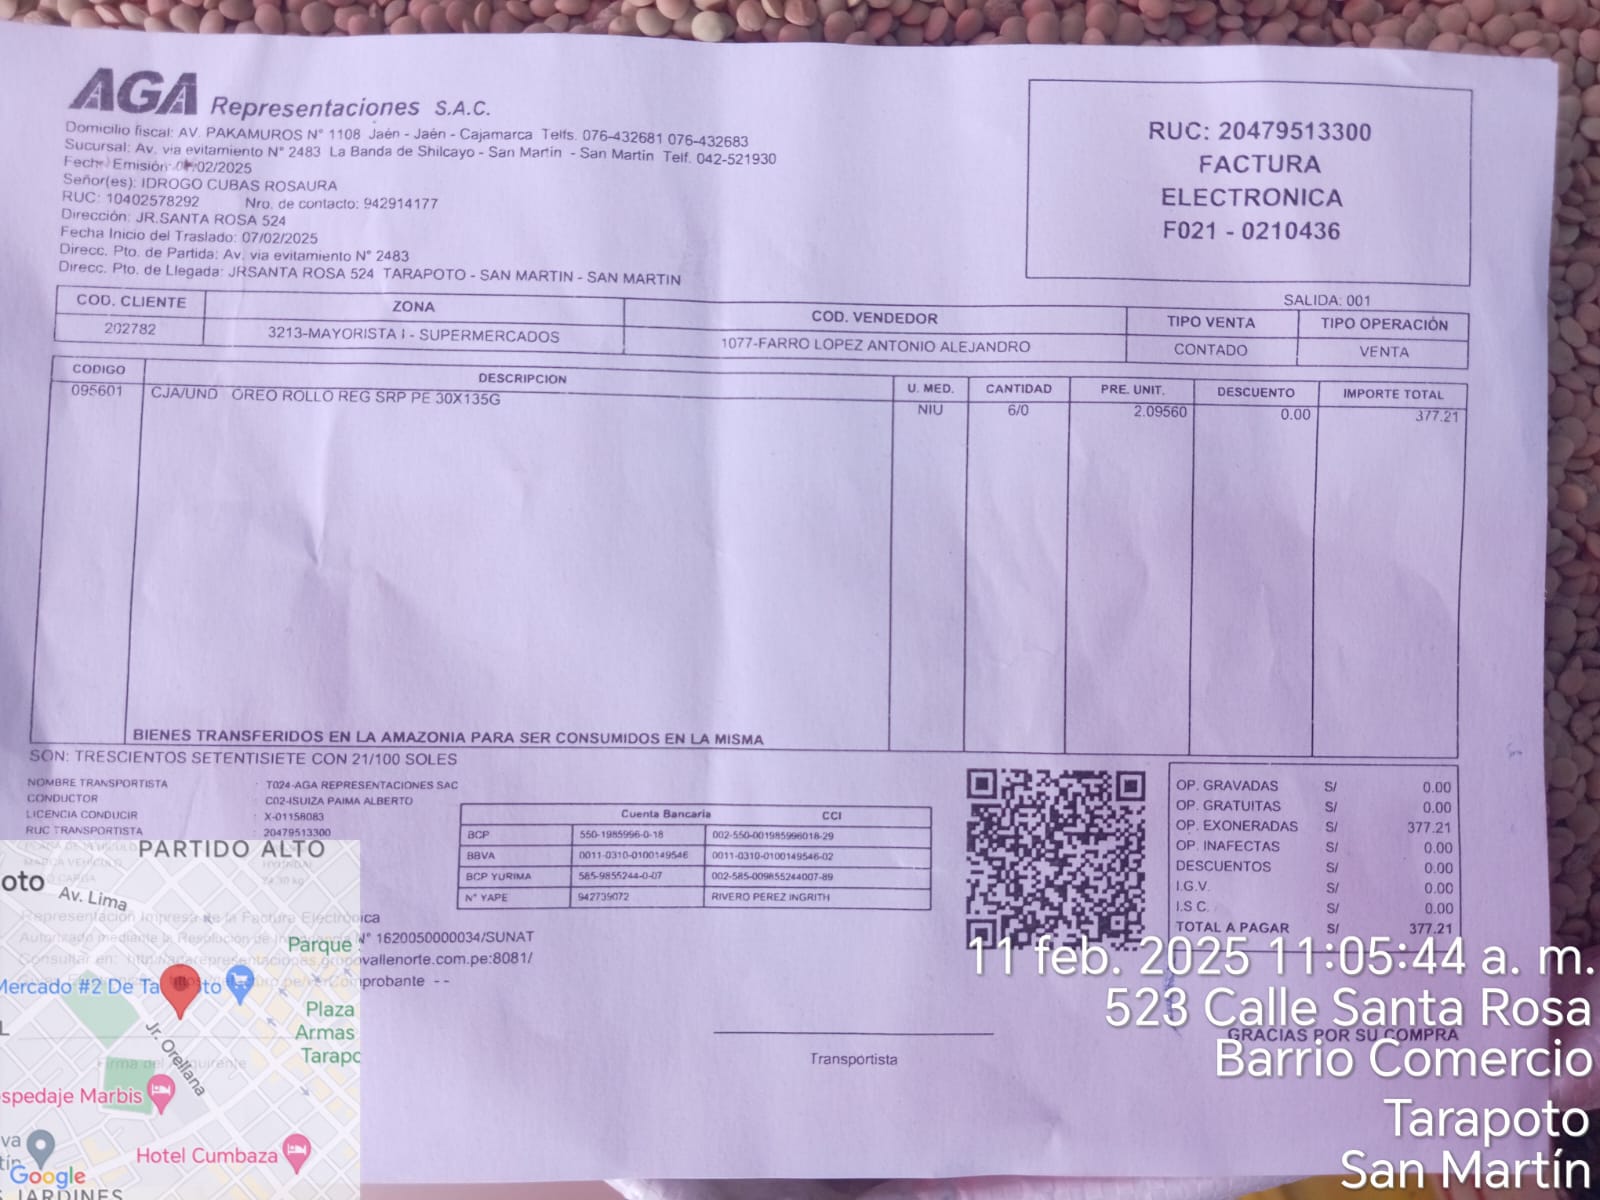 AGA Representaciones S.A.C.
Domicilio fiscal: AV. PAKAMUROS N° 1108 Jaén - Jaén - Cajamarca Telfs. 076-432681 076-432683
Sucursal: Av. via evitamiento N° 2483 La Banda de Shilcayo - San Martin - San Martin Telf. 042-521930
Fecha Emisión: /02/2025
Señor(es): IDROGO CUBAS ROSAURA
RUC: 10402578292 Nro. de contacto: 942914177
Dirección: JR.SANTA ROSA 524
Fecha Inicio del Traslado: 07/02/2025
Direcc. Pto. de Partida: Av. via evitamiento N° 2483
Direcc. Pto. de Llegada: JRSANTA ROSA 524 TARAPOTO - SAN MARTIN - SAN MARTIN
RUC: 20479513300
FACTURA
ELECTRONICA
F021 - 0210436
SALIDA: 001
COD. CLIENTE ZONA COD. VENDEDOR TIPO VENTA TIPO OPERACIÓN
202782 3213-MAYORISTA I - SUPERMERCADOS 1077-FARRO LOPEZ ANTONIO ALEJANDRO CONTADO VENTA
CODIGO DESCRIPCION U. MED. CANTIDAD PRE. UNIT. DESCUENTO IMPORTE TOTAL
095601 CJA/UND OREO ROLLO REG SRP PE 30X135G NIU 6/0 2.09560 0.00 377.21
BIENES TRANSFERIDOS EN LA AMAZONIA PARA SER CONSUMIDOS EN LA MISMA
SON: TRESCIENTOS SETENTISIETE CON 21/100 SOLES
NOMBRE TRANSPORTISTA : T024-AGA REPRESENTACIONES SAC
CONDUCTOR : C02-ISUIZA PAIMA ALBERTO
LICENCIA CONDUCIR : X-01158083
RUC TRANSPORTISTA : 20479513300
Cuenta Bancaria CCI
BCP 550-1985996-0-18 002-550-001985996018-29
BBVA 0011-0310-0100149546 0011-0310-0100149546-02
BCP YURIMA 585-9855244-0-07 002-585-009855244007-89
N° YAPE 942739072 RIVERO PEREZ INGRITH
OP. GRAVADAS S/ 0.00
OP. GRATUITAS S/ 0.00
OP. EXONERADAS S/ 377.21
OP. INAFECTAS S/ 0.00
DESCUENTOS S/ 0.00
I.G.V. S/ 0.00
I.S.C. S/ 0.00
TOTAL A PAGAR S/ 377.21
Representación Impresa de la Factura Electrónica
Autorizado mediante la Resolución de N° 1620050000034/SUNAT
Consultar en: vallenorte.com.pe:8081/
comprobante - -
Firma del
Transportista
GRACIAS POR SU COMPRA
PARTIDO ALTO
oto
Av. Lima
Parque
Mercado #2 De Ta to
Plaza
Armas
Tarapo
Jr. Orellana
spedaje Marbis
Hotel Cumbaza
va
Google
JARDINES
11 feb. 2025 11:05:44 a. m.
523 Calle Santa Rosa
Barrio Comercio
Tarapoto
San Martín